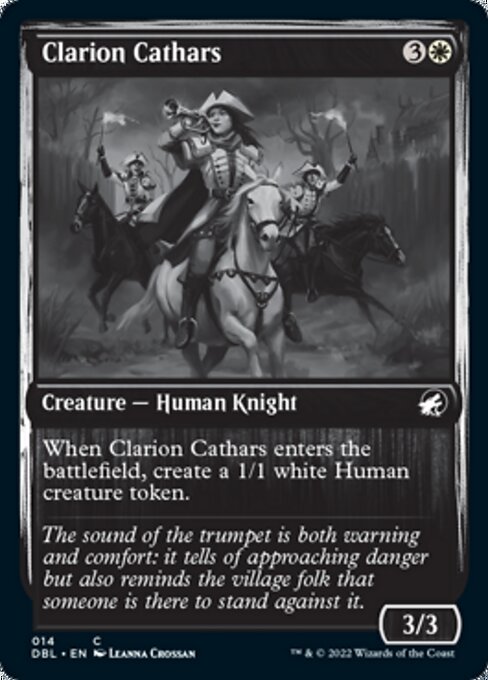 Clarion Cathars 3
Creature — Human Knight
When Clarion Cathars enters the
battlefield, create a 1/1 white Human
creature token.
The sound of the trumpet is both warning
and comfort: it tells of approaching danger
but also reminds the village folk that
someone is there to stand against it.
3/3
014 C
DBL • EN Leanna Crossan
™ & © 2022 Wizards of the Coast